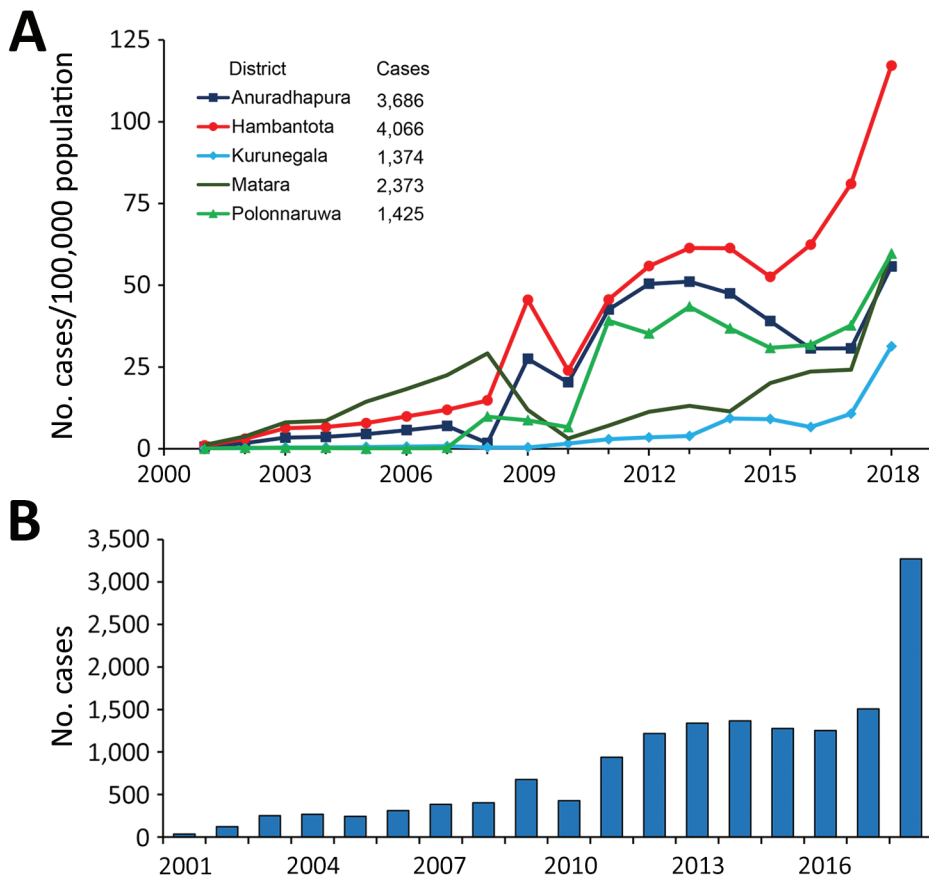 A
No. cases/100,000 population
125
100
75
50
25
0
District Cases
Anuradhapura 3,686
Hambantota 4,066
Kurunegala 1,374
Matara 2,373
Polonnaruwa 1,425
2000 2003 2006 2009 2012 2015 2018
B
No. cases
3,500
3,000
2,500
2,000
1,500
1,000
500
0
2001 2004 2007 2010 2013 2016